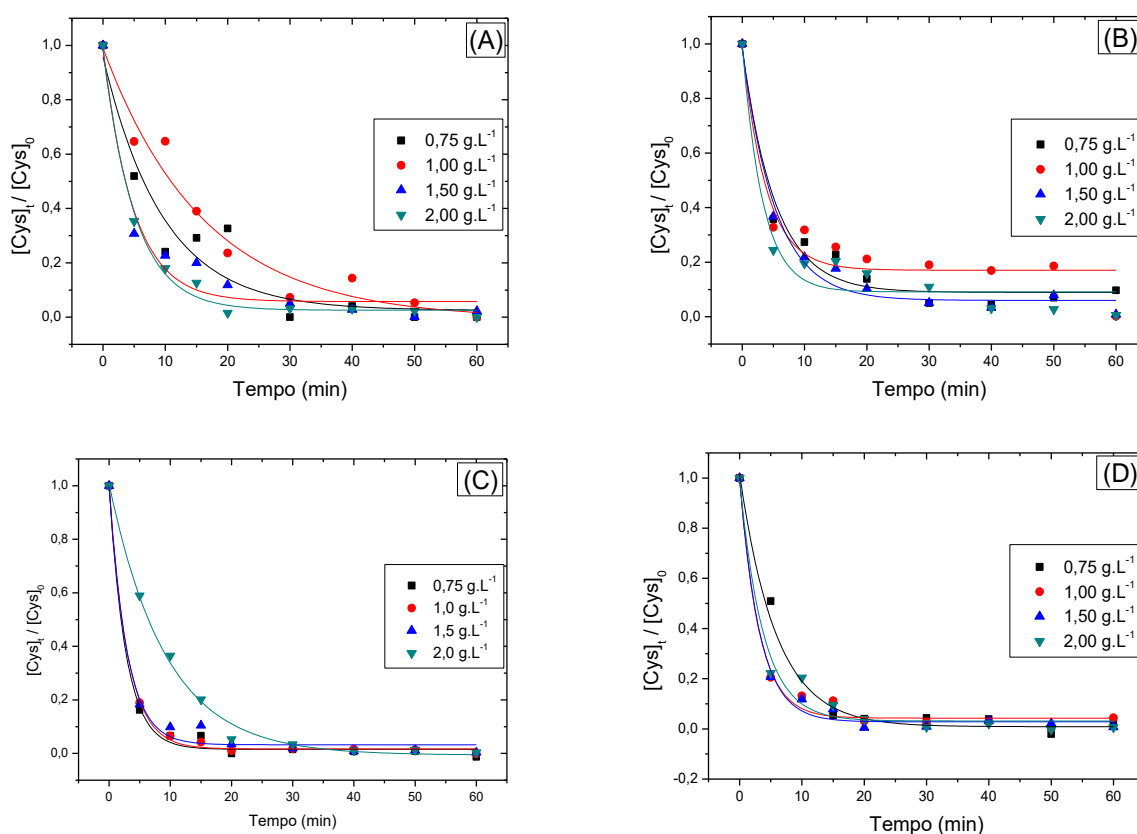 (A)
1,0
0,8
0,6
0,4
0,2
0,0
[Cys]t / [Cys]0
0,75 g.L-1
1,00 g.L-1
1,50 g.L-1
2,00 g.L-1
0 10 20 30 40 50 60
Tempo (min)
(B)
1,0
0,8
0,6
0,4
0,2
0,0
[Cys]t / [Cys]0
0,75 g.L-1
1,00 g.L-1
1,50 g.L-1
2,00 g.L-1
0 10 20 30 40 50 60
Tempo (min)
(C)
1,0
0,8
0,6
0,4
0,2
0,0
[Cys]t / [Cys]0
0,75 g.L-1
1,0 g.L-1
1,5 g.L-1
2,0 g.L-1
0 10 20 30 40 50 60
Tempo (min)
(D)
1,0
0,8
0,6
0,4
0,2
0,0
-0,2
[Cys]t / [Cys]0
0,75 g.L-1
1,00 g.L-1
1,50 g.L-1
2,00 g.L-1
0 10 20 30 40 50 60
Tempo (min)